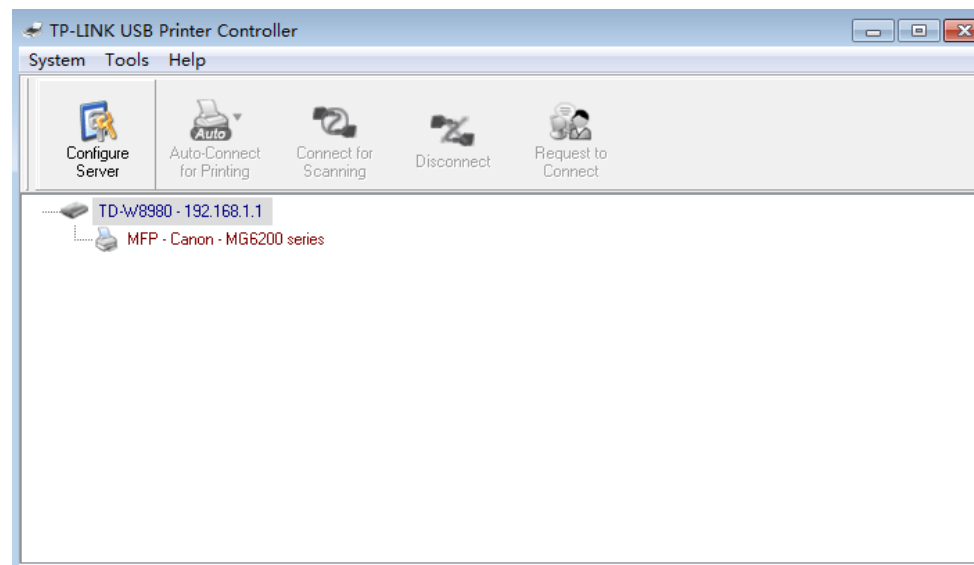 TP-LINK USB Printer Controller
System Tools Help
Configure Server
Auto
Auto-Connect for Printing
Connect for Scanning
Disconnect
Request to Connect
TD-W8980 - 192.168.1.1
MFP - Canon - MG6200 series